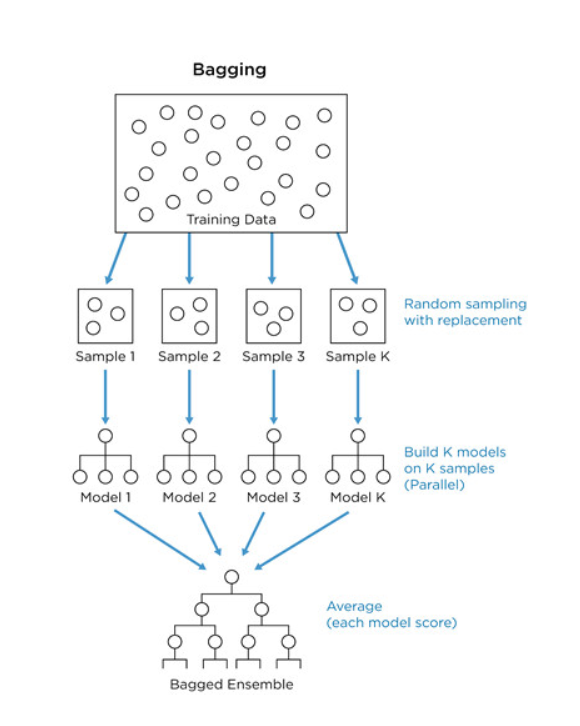 Bagging
Training Data
Random sampling
with replacement
Sample 1
Sample 2
Sample 3
Sample K
Build K models
on K samples
(Parallel)
Model 1
Model 2
Model 3
Model K
Average
(each model score)
Bagged Ensemble